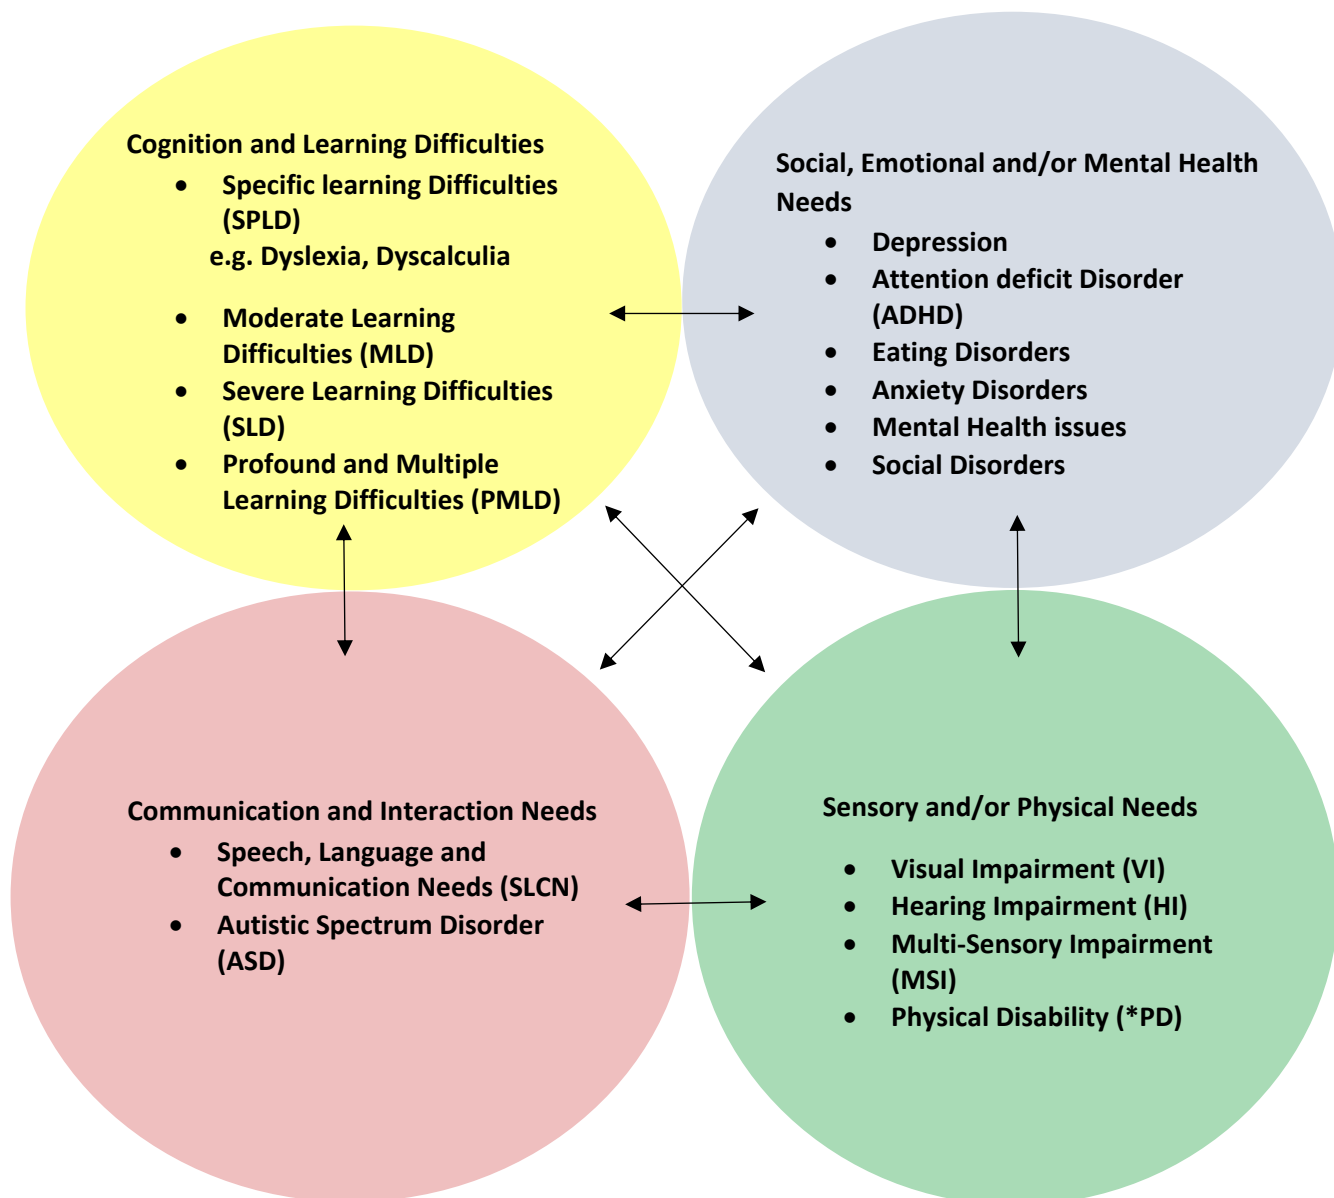 Cognition and Learning Difficulties
• Specific learning Difficulties
(SPLD)
e.g. Dyslexia, Dyscalculia
• Moderate Learning
Difficulties (MLD)
• Severe Learning Difficulties
(SLD)
• Profound and Multiple
Learning Difficulties (PMLD)
Social, Emotional and/or Mental Health
Needs
• Depression
• Attention deficit Disorder
(ADHD)
• Eating Disorders
• Anxiety Disorders
• Mental Health issues
• Social Disorders
Communication and Interaction Needs
• Speech, Language and
Communication Needs (SLCN)
• Autistic Spectrum Disorder
(ASD)
Sensory and/or Physical Needs
• Visual Impairment (VI)
• Hearing Impairment (HI)
• Multi-Sensory Impairment
(MSI)
• Physical Disability (*PD)